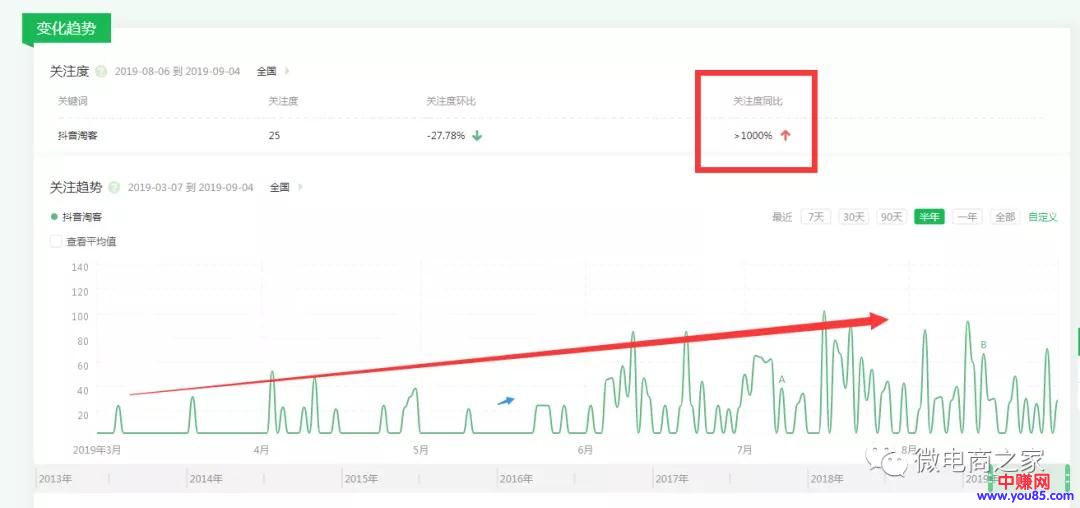 变化趋势
关注度 ? 2019-08-06 到 2019-09-04 全国
关键词 关注度 关注度环比 关注度同比
抖音淘客 25 -27.78% >1000%
关注趋势 ? 2019-03-07 到 2019-09-04 全国
抖音淘客 最近 7天 30天 90天 半年 一年 全部 自定义
查看平均值
140
120
100
80
60
40
20
A
B
2019年3月 4月 5月 6月 7月 8月
微电商之家
2013年 2014年 2015年 2016年 2017年 2018年 2019
中赚网
www.you85.com